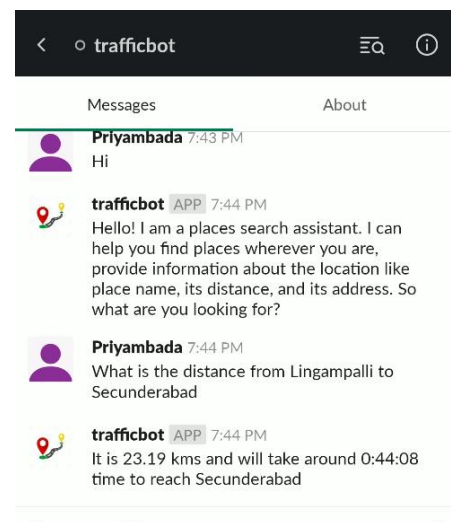 trafficbot
Messages About
Priyambada 7:43 PM
Hi
trafficbot APP 7:44 PM
Hello! I am a places search assistant. I can
help you find places wherever you are,
provide information about the location like
place name, its distance, and its address. So
what are you looking for?
Priyambada 7:44 PM
What is the distance from Lingampalli to
Secunderabad
trafficbot APP 7:44 PM
It is 23.19 kms and will take around 0:44:08
time to reach Secunderabad